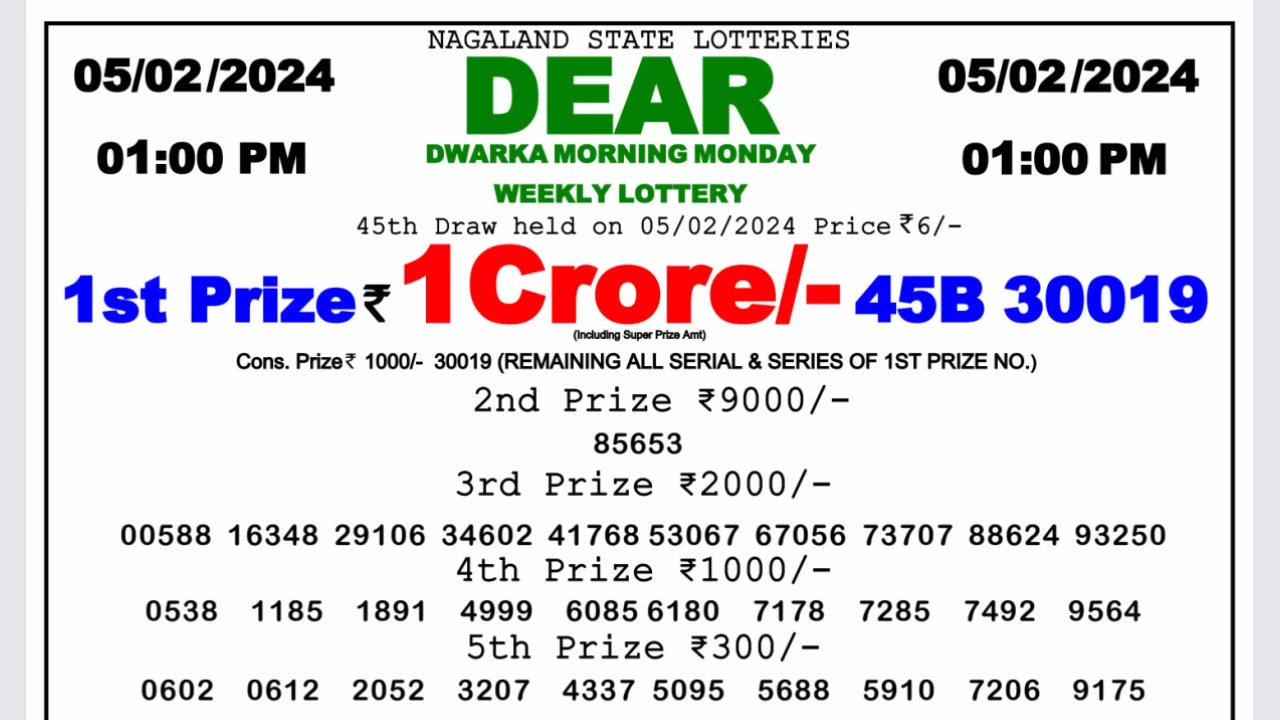 NAGALAND STATE LOTTERIES
05/02/2024 DEAR 05/02/2024
01:00 PM DWARKA MORNING MONDAY 01:00 PM
WEEKLY LOTTERY
45th Draw held on 05/02/2024 Price ₹6/-
1st Prize ₹ 1Crore/- 45B 30019
(Including Super Prize Amt)
Cons. Prize₹ 1000/- 30019 (REMAINING ALL SERIAL & SERIES OF 1ST PRIZE NO.)
2nd Prize ₹9000/-
85653
3rd Prize ₹2000/-
00588 16348 29106 34602 41768 53067 67056 73707 88624 93250
4th Prize ₹1000/-
0538 1185 1891 4999 6085 6180 7178 7285 7492 9564
5th Prize ₹300/-
0602 0612 2052 3207 4337 5095 5688 5910 7206 9175